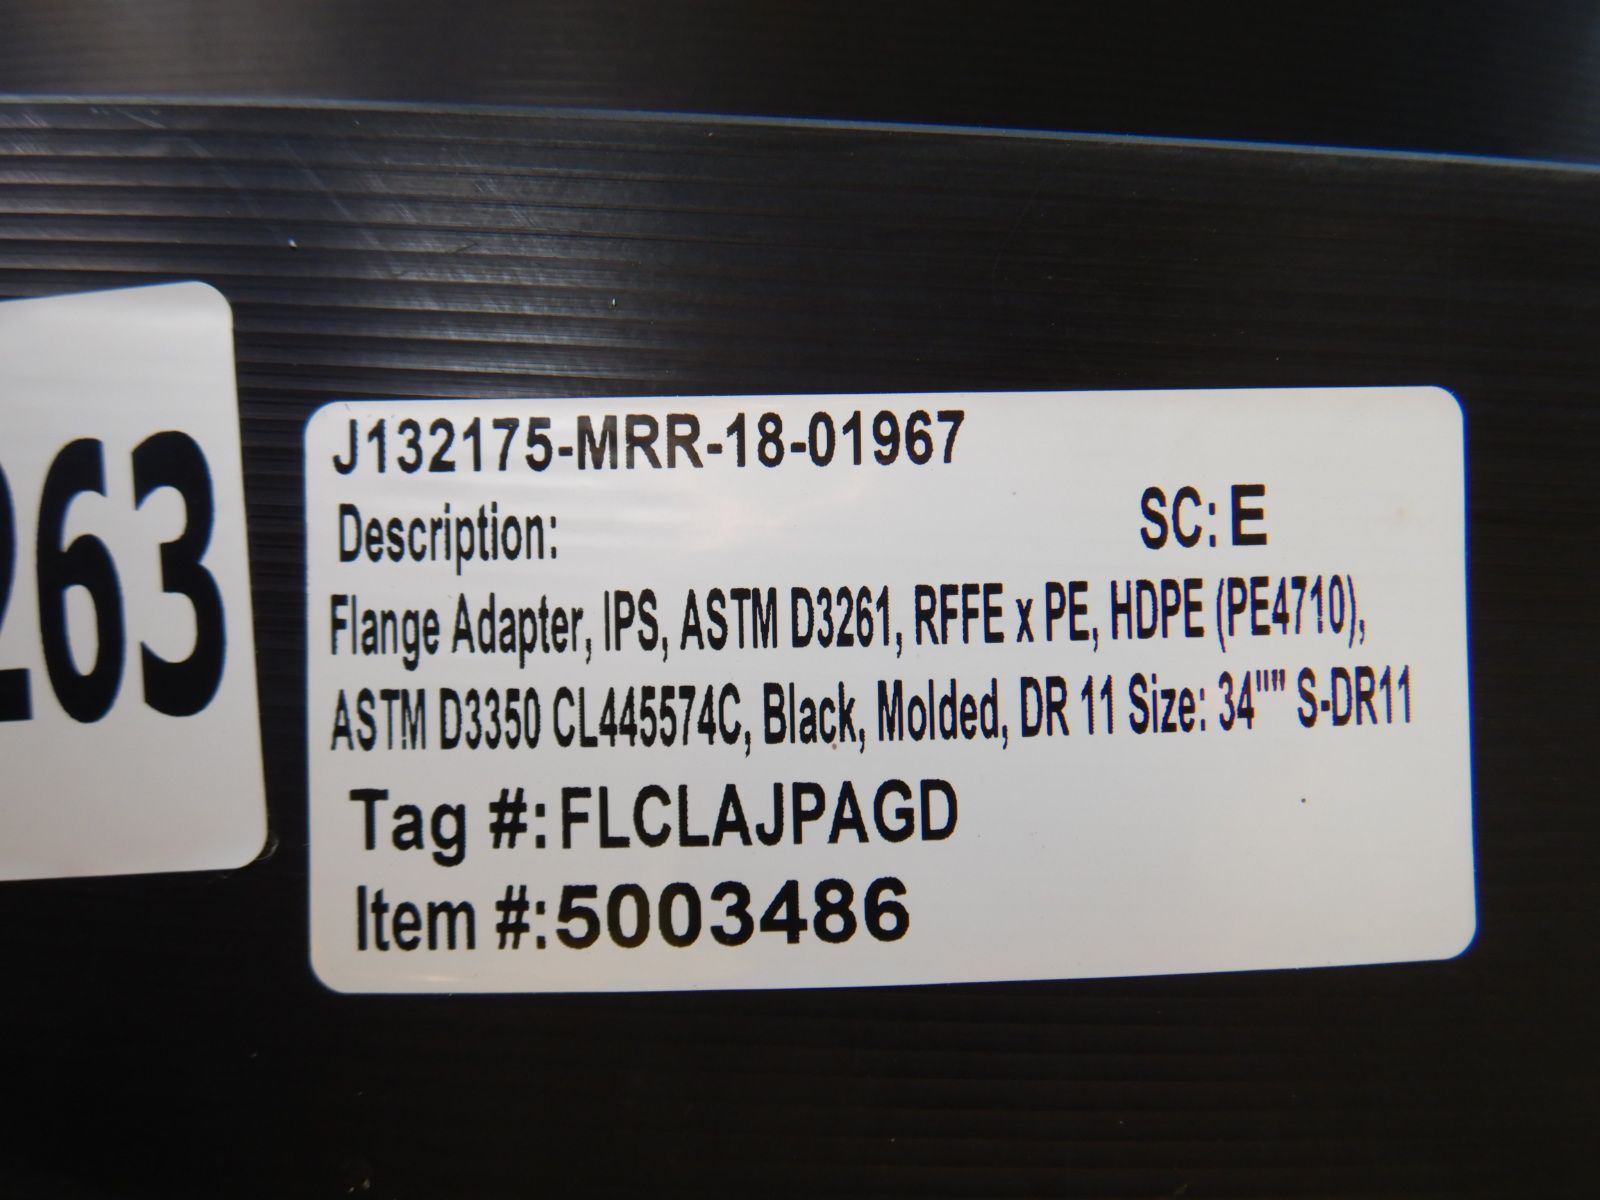 263
J132175-MRR-18-01967
Description:
SC: E
Flange Adapter, IPS, ASTM D3261, RFFE x PE, HDPE (PE4710),
ASTM D3350 CL445574C, Black, Molded, DR 11 Size: 34"" S-DR11
Tag #: FLCLAJPAGD
Item #: 5003486